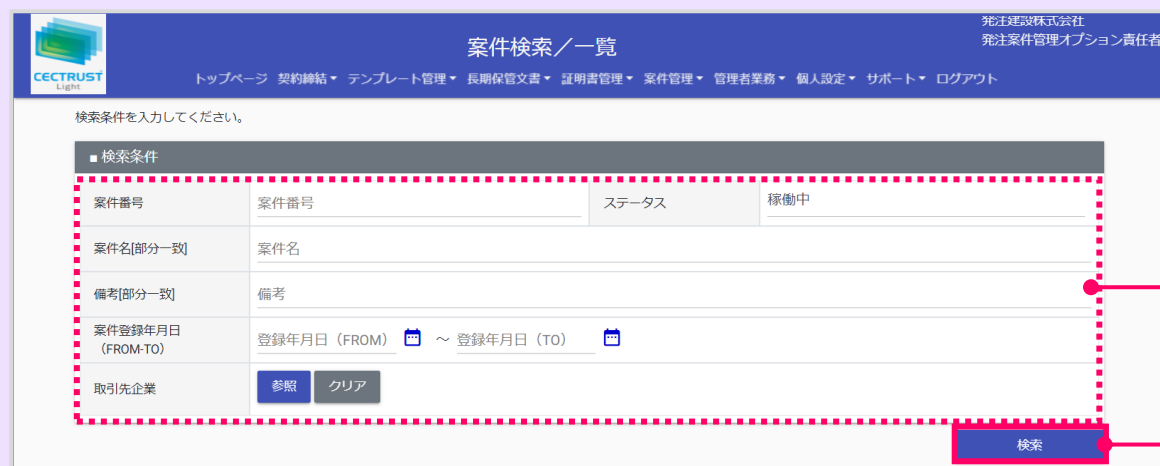 発注建設株式会社
発注案件管理オプション責任者
案件検索／一覧
CECTRUST
Light
トップページ 契約締結 テンプレート管理 長期保管文書 証明書管理 案件管理 管理者業務 個人設定 サポート ログアウト
検索条件を入力してください。
■ 検索条件
案件番号 案件番号 ステータス 稼働中
案件名[部分一致] 案件名
備考[部分一致] 備考
案件登録年月日
（FROM-TO）
登録年月日（FROM） ～ 登録年月日（TO）
取引先企業 参照 クリア
検索